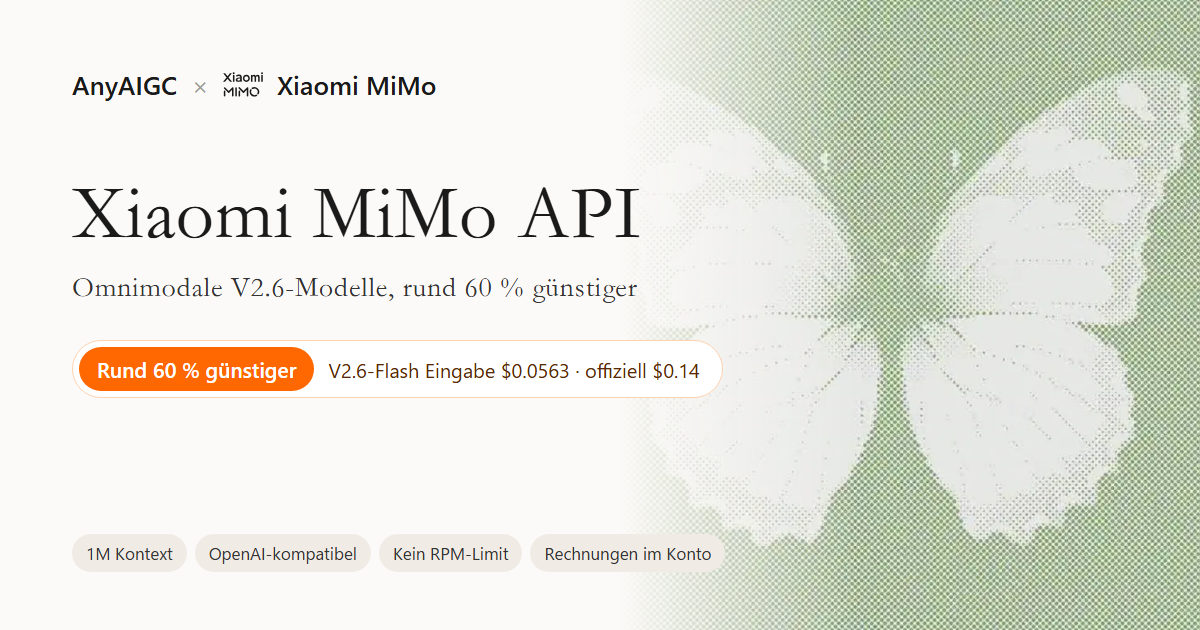 AnyAIGC × Xiaomi MIMO Xiaomi MiMo
Xiaomi MiMo API
Omnimodale V2.6-Modelle, rund 60 % günstiger
Rund 60 % günstiger V2.6-Flash Eingabe $0.0563 · offiziell $0.14
1M Kontext OpenAI-kompatibel Kein RPM-Limit Rechnungen im Konto